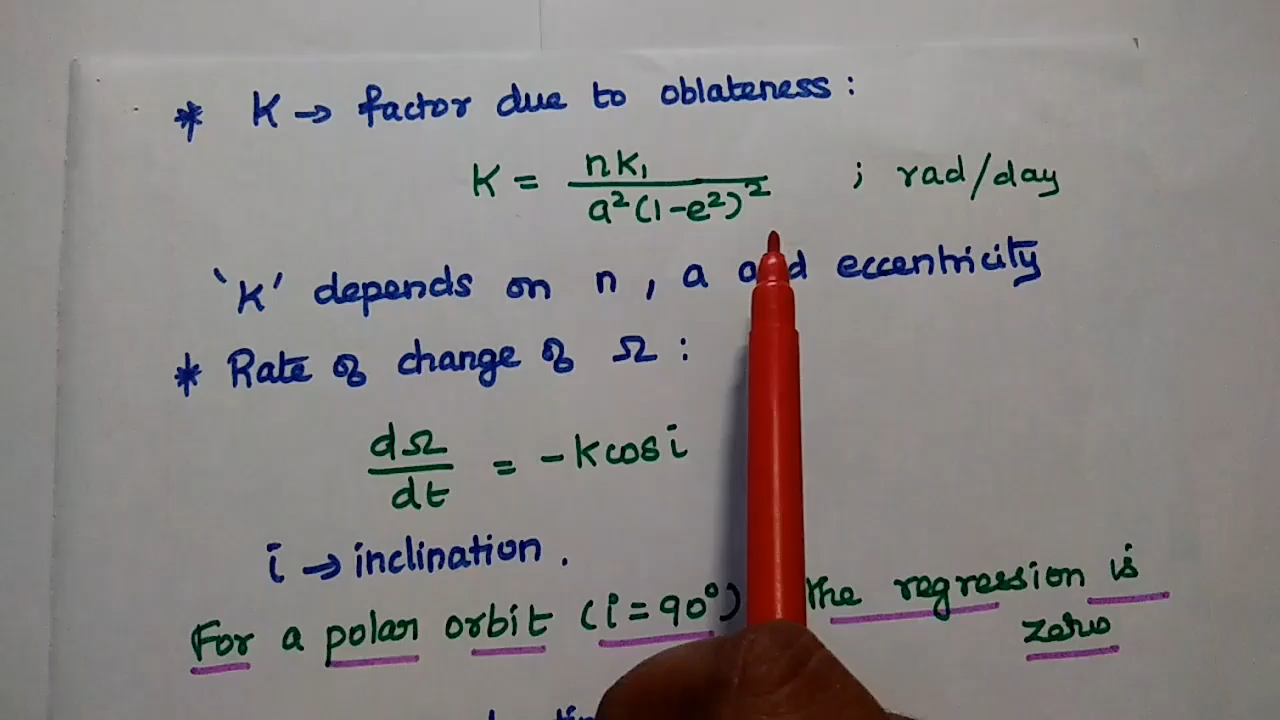 * K → factor due to oblateness :
K = nK₁ / a²(1-e²)² ; rad/day
'K' depends on n, a and eccentricity
* Rate of change of Ω :
dΩ/dt = -K cos i
i → inclination .
For a polar orbit (i=90°) the regression is
zero